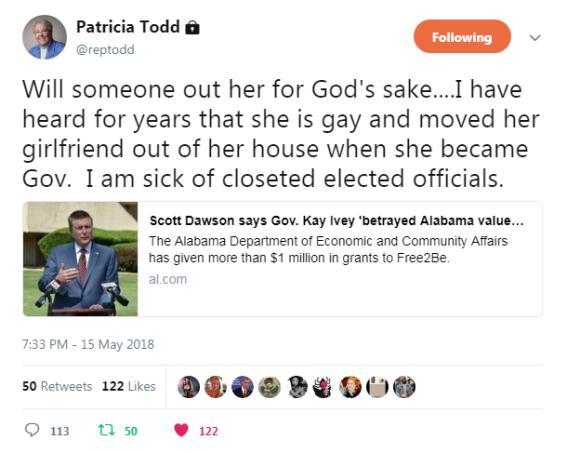 Patricia Todd
@reptodd
Following
Will someone out her for God's sake....I have
heard for years that she is gay and moved her
girlfriend out of her house when she became
Gov. I am sick of closeted elected officials.
Scott Dawson says Gov. Kay Ivey 'betrayed Alabama value...
The Alabama Department of Economic and Community Affairs
has given more than $1 million in grants to Free2Be.
al.com
7:33 PM - 15 May 2018
50 Retweets 122 Likes
113 50 122